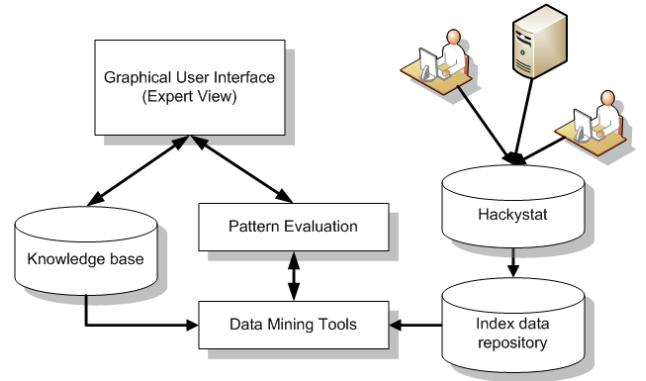 Graphical User Interface
(Expert View)
Hackystat
Pattern Evaluation
Knowledge base
Data Mining Tools
Index data
repository